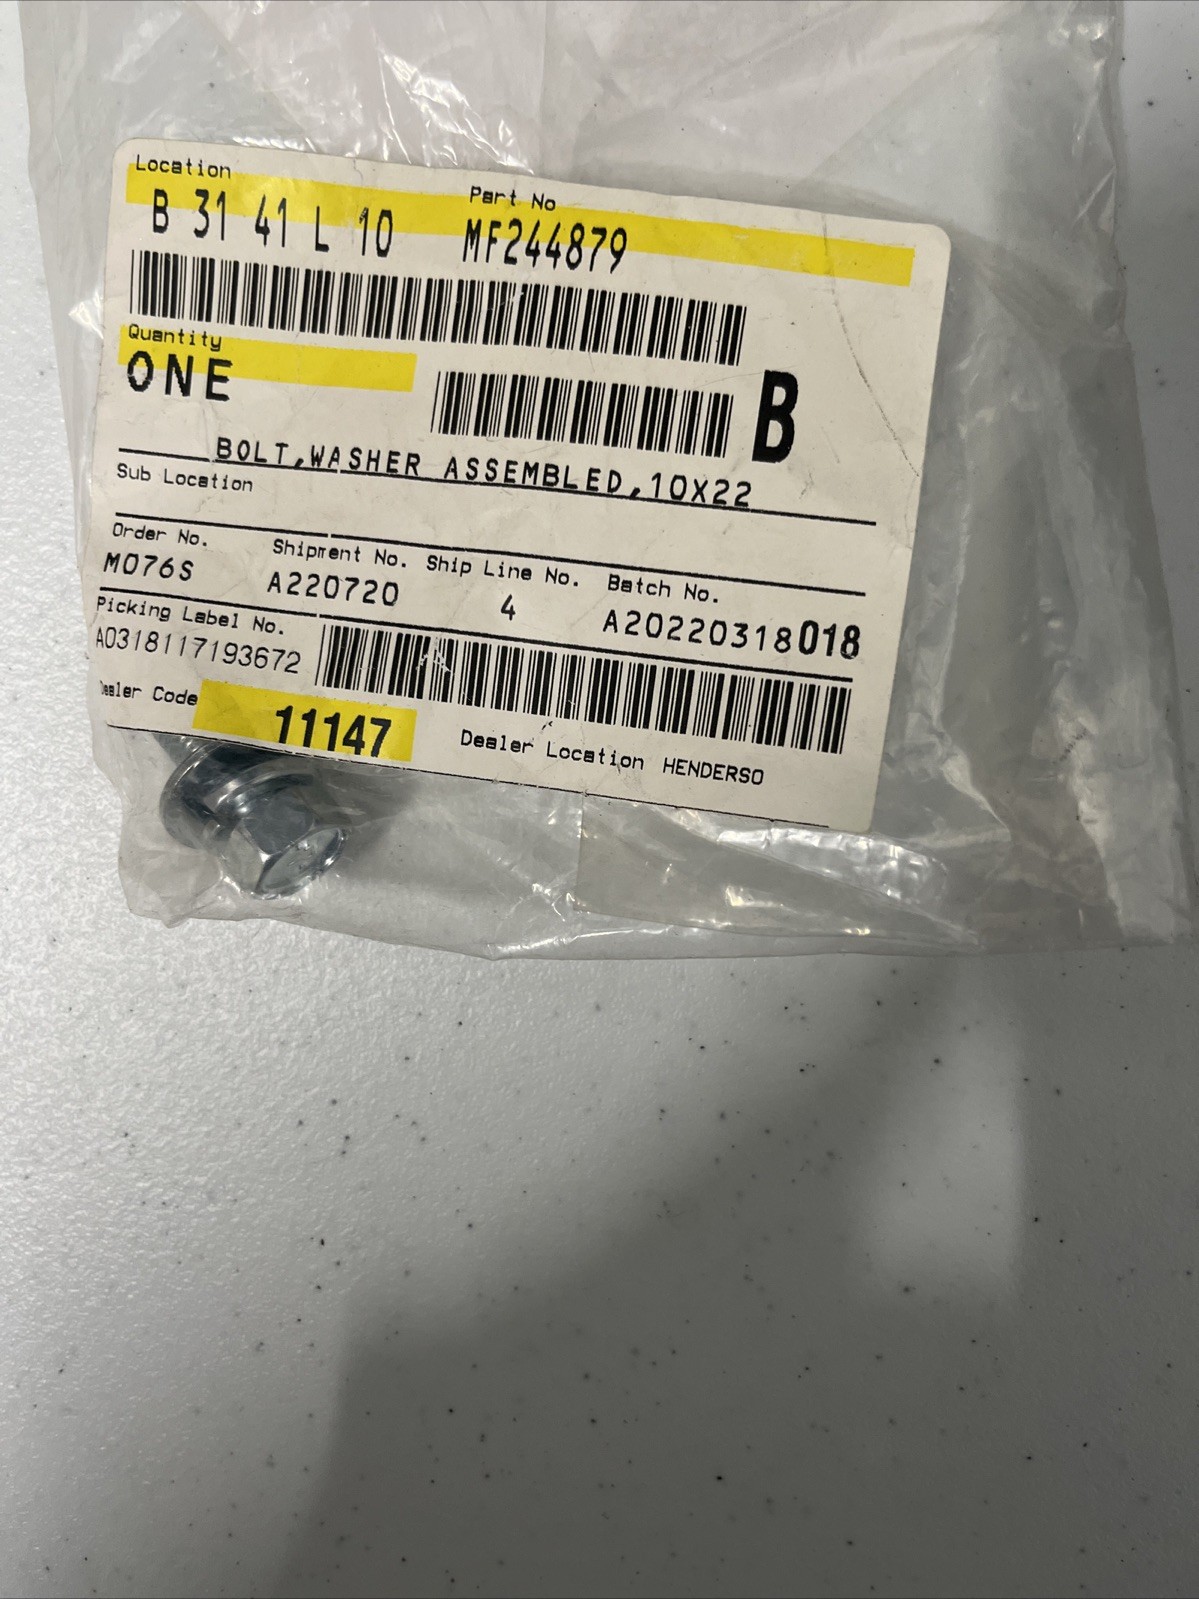 Location Part No
B 31 41 L 10 MF244879
Quantity
ONE
B
BOLT,WASHER ASSEMBLED,10X22
Sub Location
Order No. Shipment No. Ship Line No. Batch No.
M076S A220720 4 A20220318018
Picking Label No.
A0318117193672
Dealer Code 11147 Dealer Location HENDERSO